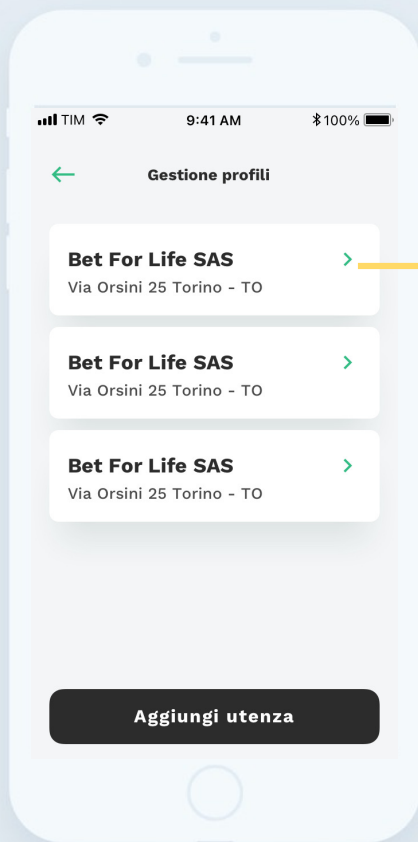 TIM
9:41 AM
100%
Gestione profili
Bet For Life SAS
Via Orsini 25 Torino - TO
Bet For Life SAS
Via Orsini 25 Torino - TO
Bet For Life SAS
Via Orsini 25 Torino - TO
Aggiungi utenza